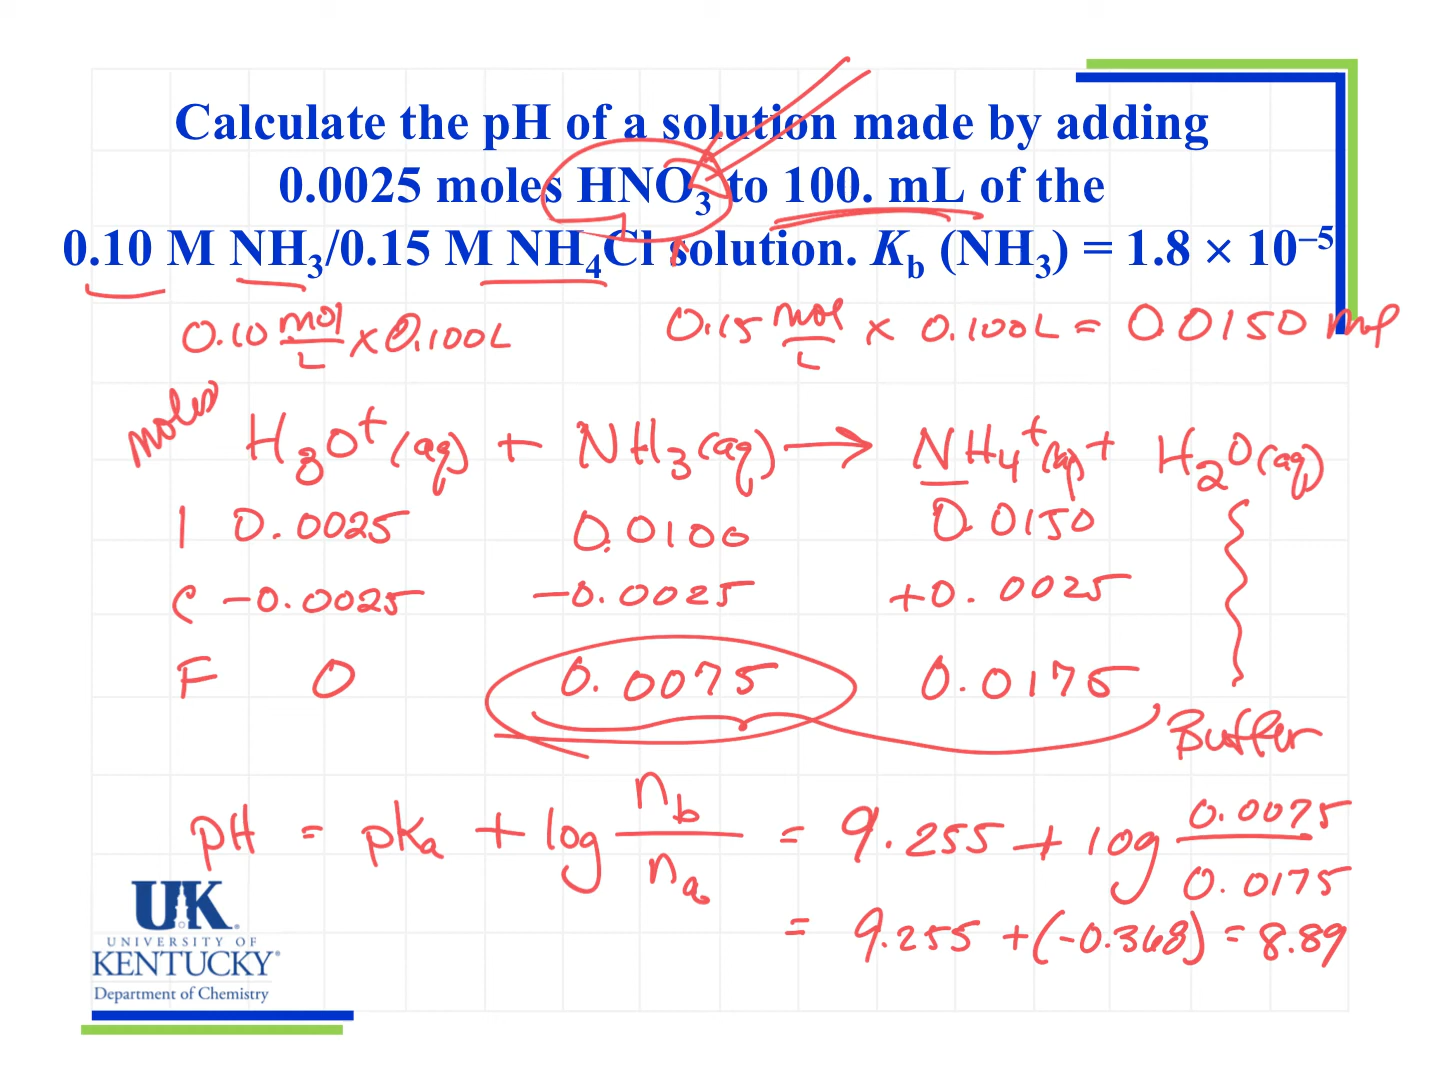 Calculate the pH of a solution made by adding
0.0025 moles HNO₃ to 100. mL of the
0.10 M NH₃/0.15 M NH₄Cl solution. K_b (NH₃) = 1.8 × 10⁻⁵
0.10 mol/L × 0.100L 0.15 mol/L × 0.100L = 0.0150 mol
moles H₃O⁺(aq) + NH₃(aq) → NH₄⁺(aq) + H₂O(aq)
I 0.0025 0.0100 0.0150
C −0.0025 −0.0025 +0.0025
F 0 0.0075 0.0175
Buffer
pH = pKₐ + log n_b/n_a = 9.255 + log 0.0075/0.0175
= 9.255 + (−0.368) = 8.89
UK
UNIVERSITY OF
KENTUCKY
Department of Chemistry